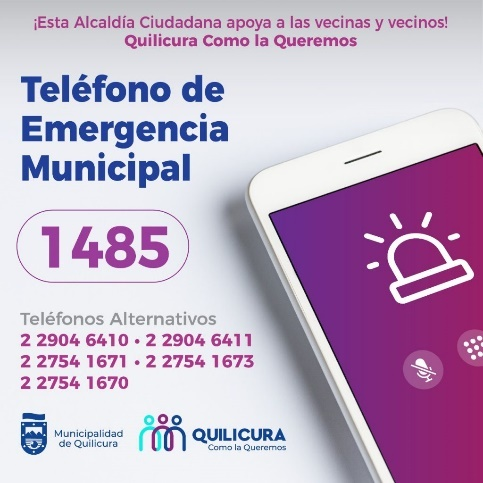 ¡Esta Alcaldía Ciudadana apoya a las vecinas y vecinos!
Quilicura Como la Queremos
Teléfono de
Emergencia
Municipal
1485
Teléfonos Alternativos
2 2904 6410 • 2 2904 6411
2 2754 1671 • 2 2754 1673
2 2754 1670
Municipalidad
de Quilicura
QUILICURA
Como la Queremos